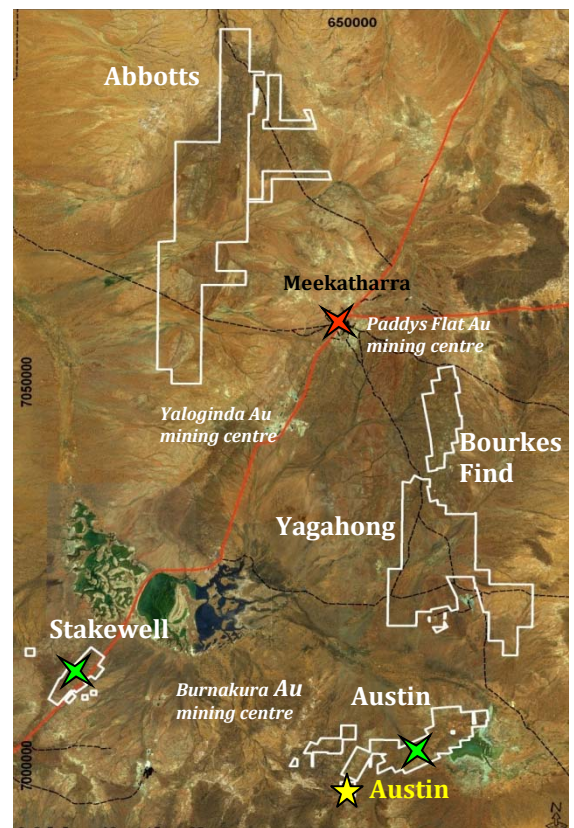 650000
Abbotts
Meekatharra
Paddys Flat Au
mining centre
7050000
Yaloginda Au
mining centre
Bourkes
Find
Yagahong
Stakewell
Burnakura Au
mining centre
Austin
7000000
Austin
N